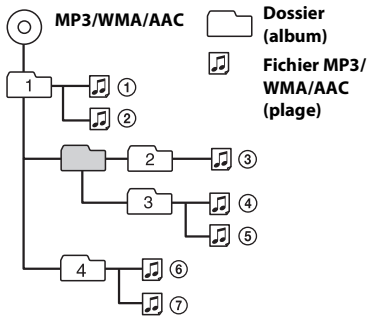 MP3/WMA/AAC
Dossier
(album)
Fichier MP3/
WMA/AAC
(plage)
1
①
②
2
③
3
④
⑤
4
⑥
⑦